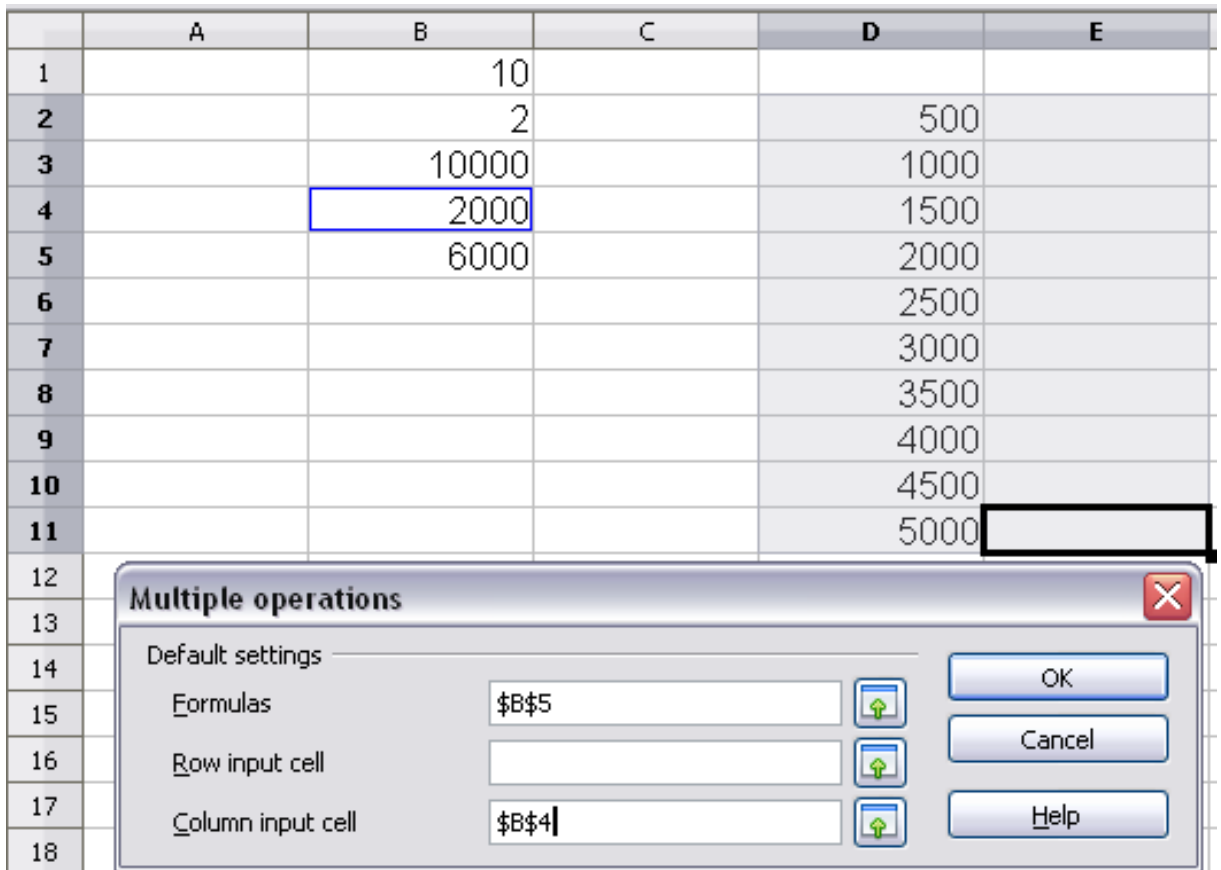 A B C D E
1 10
2 2 500
3 10000 1000
4 2000 1500
5 6000 2000
6 2500
7 3000
8 3500
9 4000
10 4500
11 5000
12
13
14
15
16
17
18
Multiple operations
Default settings
Formulas $B$5
Row input cell
Column input cell $B$4
OK
Cancel
Help